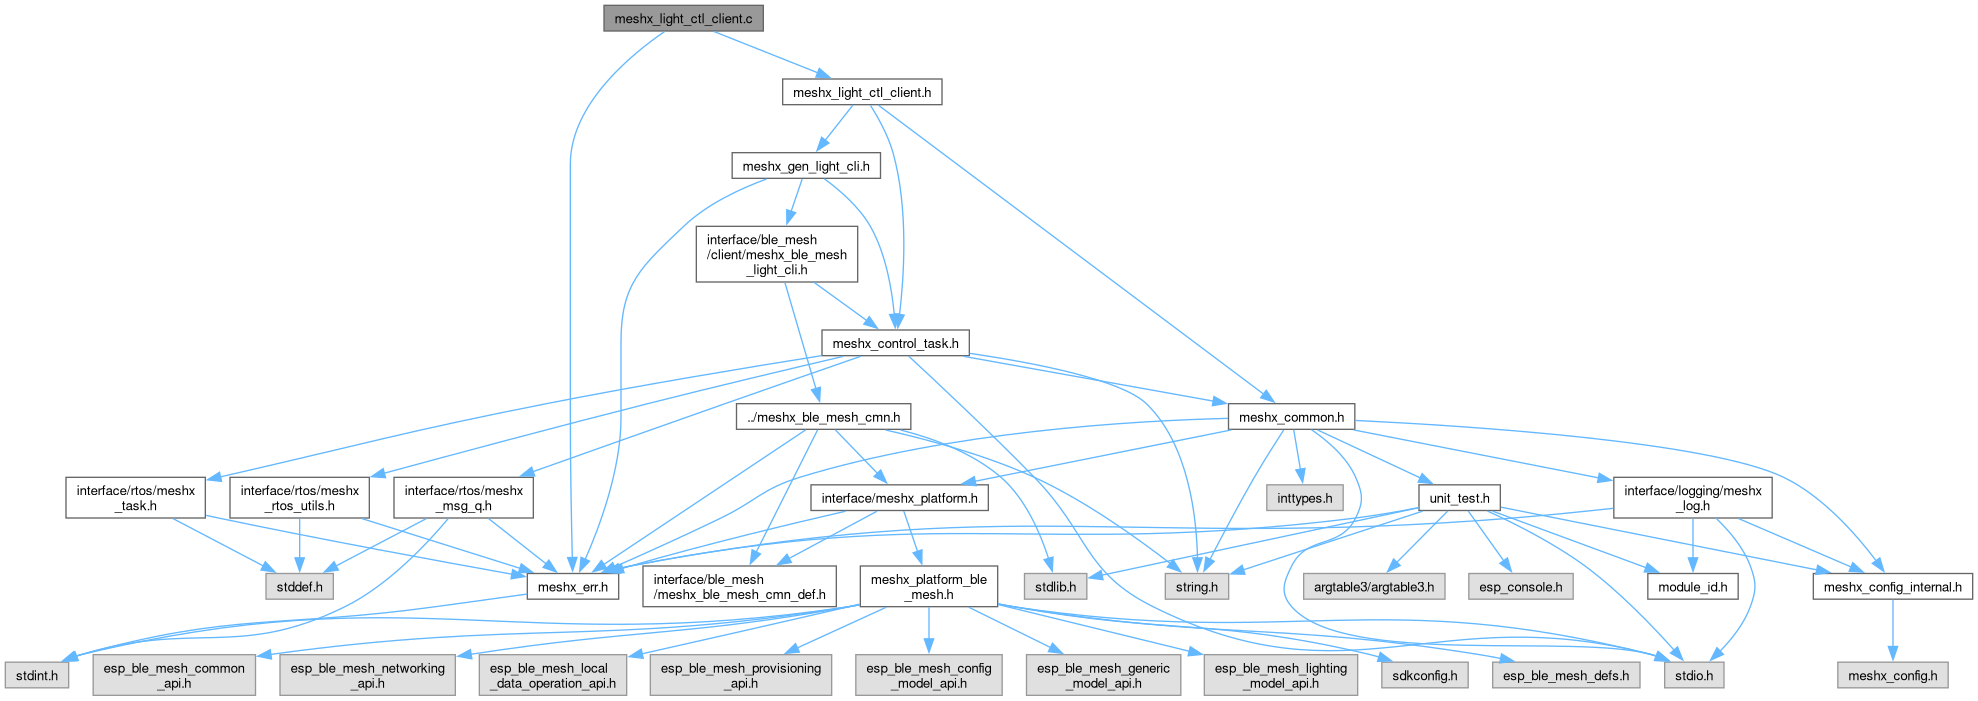 meshx_light_ctl_client.c
meshx_light_ctl_client.h
meshx_gen_light_cli.h
interface/ble_mesh
/client/meshx_ble_mesh
_light_cli.h
meshx_control_task.h
../meshx_ble_mesh_cmn.h
meshx_common.h
interface/rtos/meshx
_task.h
interface/rtos/meshx
_rtos_utils.h
interface/rtos/meshx
_msg_q.h
interface/meshx_platform.h
inttypes.h
unit_test.h
interface/logging/meshx
_log.h
stddef.h
meshx_err.h
interface/ble_mesh
/meshx_ble_mesh_cmn_def.h
meshx_platform_ble
_mesh.h
stdlib.h
string.h
argtable3/argtable3.h
esp_console.h
module_id.h
meshx_config_internal.h
stdint.h
esp_ble_mesh_common
_api.h
esp_ble_mesh_networking
_api.h
esp_ble_mesh_local
_data_operation_api.h
esp_ble_mesh_provisioning
_api.h
esp_ble_mesh_config
_model_api.h
esp_ble_mesh_generic
_model_api.h
esp_ble_mesh_lighting
_model_api.h
sdkconfig.h
esp_ble_mesh_defs.h
stdio.h
meshx_config.h